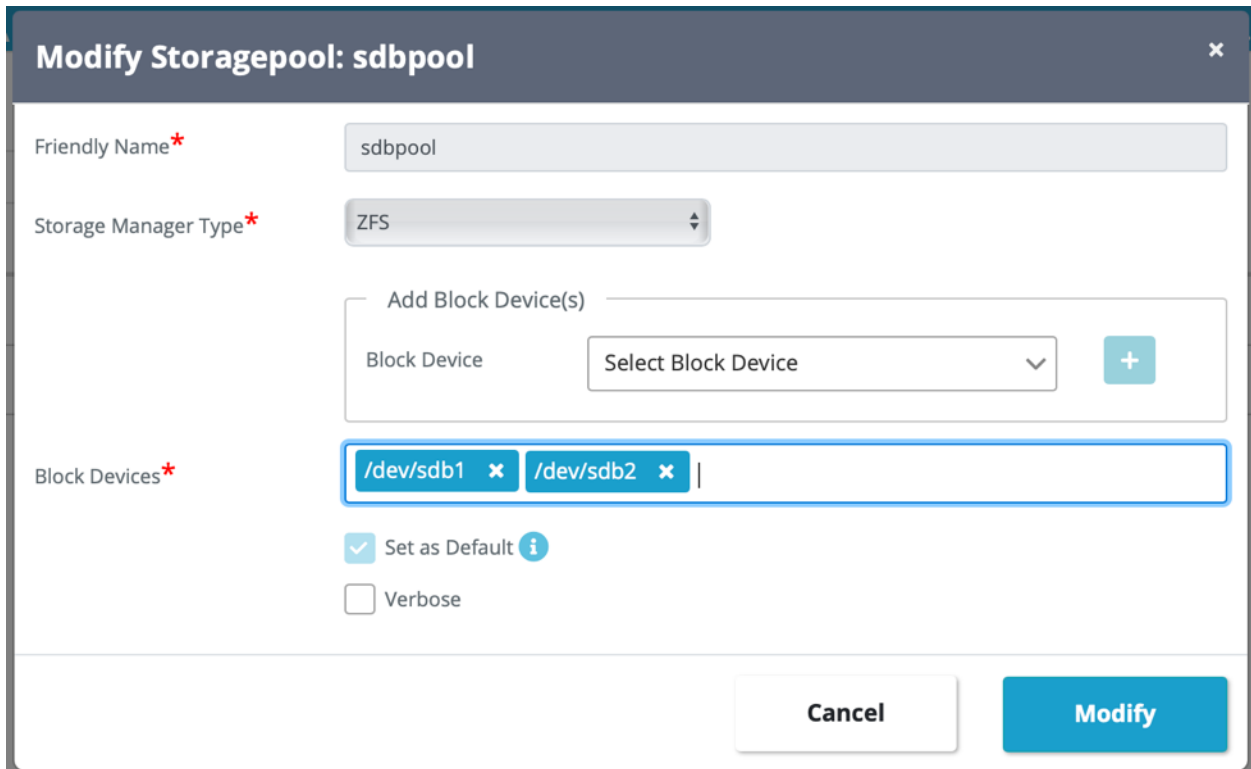 Modify Storagepool: sdbpool
Friendly Name*
sdbpool
Storage Manager Type*
ZFS
Add Block Device(s)
Block Device
Select Block Device
Block Devices*
/dev/sdb1
/dev/sdb2
Set as Default
Verbose
Cancel
Modify